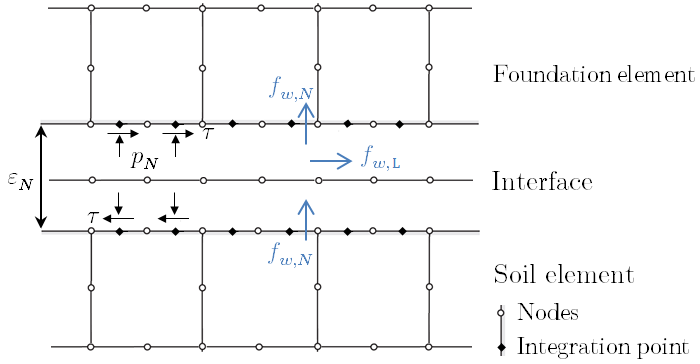 Foundation element
f_{w,N}
τ
p_N
f_{w,L}
ε_N
Interface
τ
f_{w,N}
Soil element
Nodes
Integration point